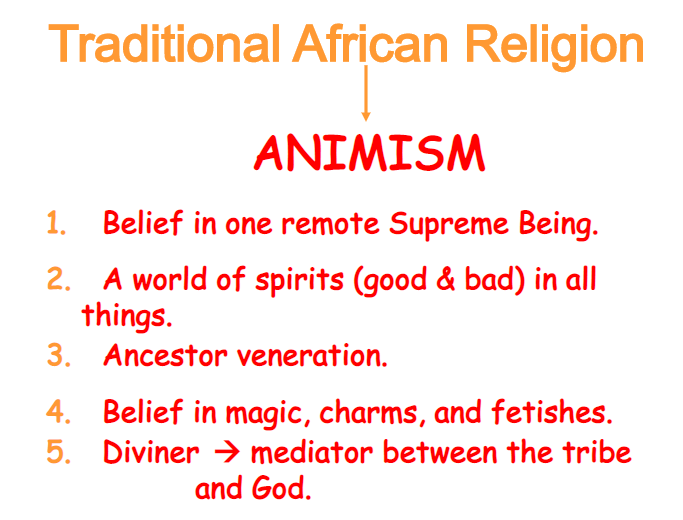 Traditional African Religion
ANIMISM
1. Belief in one remote Supreme Being.
2. A world of spirits (good & bad) in all
things.
3. Ancestor veneration.
4. Belief in magic, charms, and fetishes.
5. Diviner → mediator between the tribe
and God.